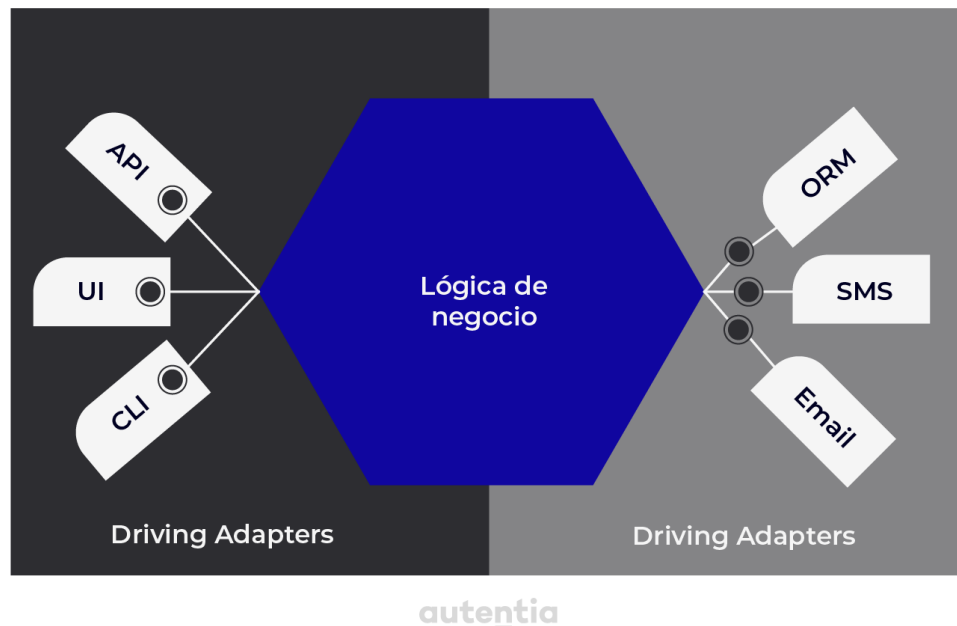 API
UI
CLI
Lógica de
negocio
ORM
SMS
Email
Driving Adapters
Driving Adapters
autentia